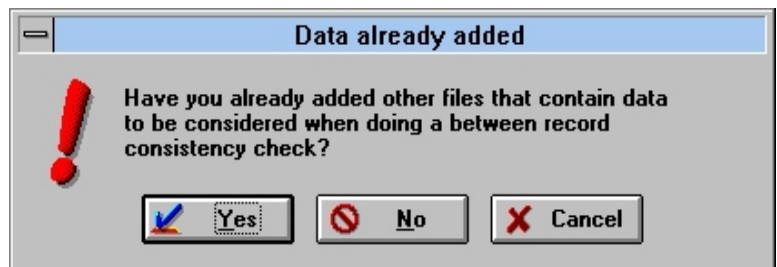 Data already added
Have you already added other files that contain data
to be considered when doing a between record
consistency check?
Yes No Cancel